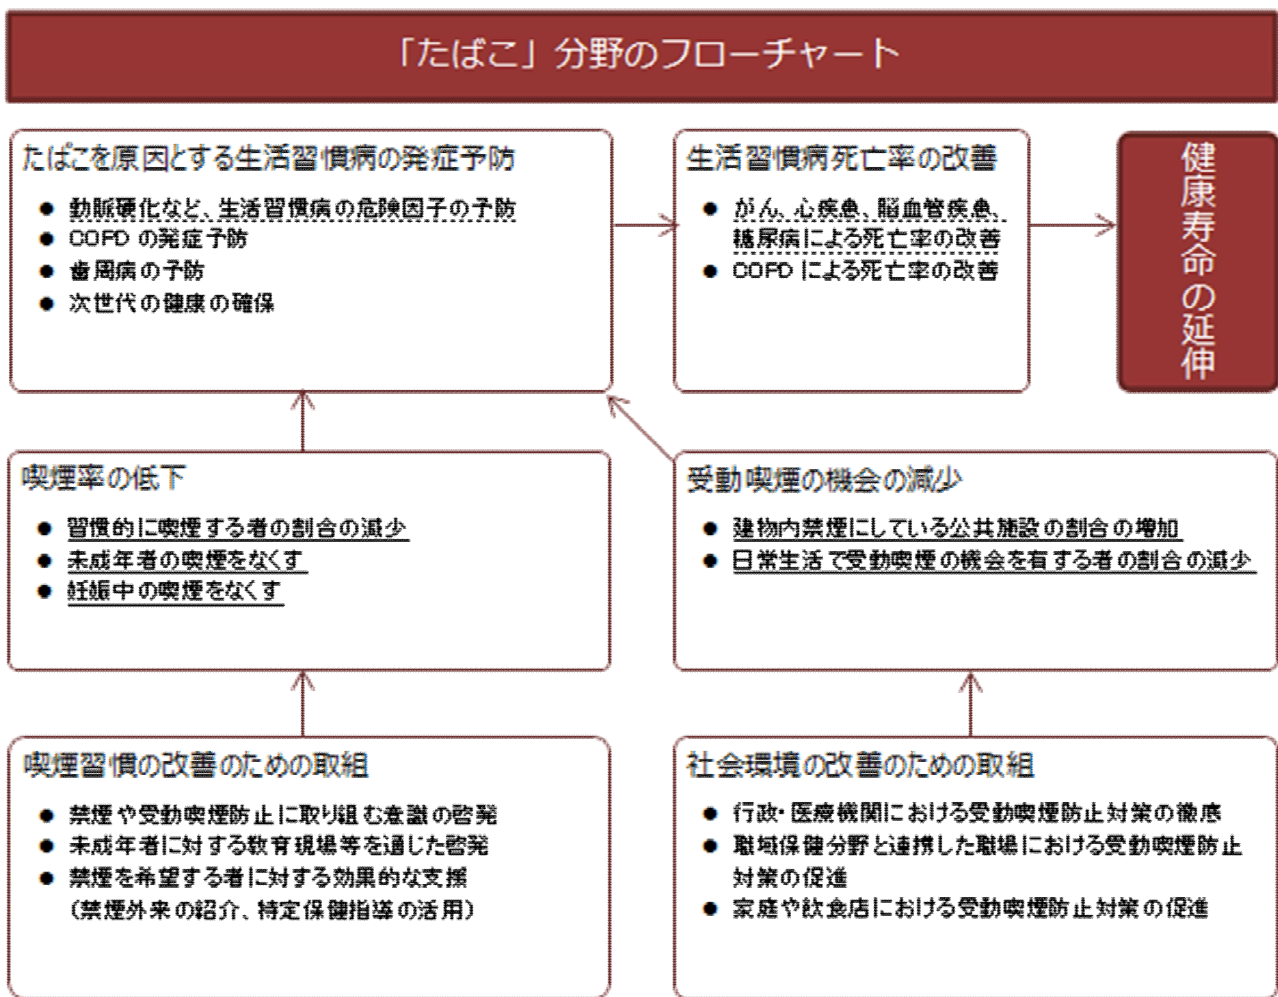 「たばこ」分野のフローチャート
たばこを原因とする生活習慣病の発症予防
● 動脈硬化など、生活習慣病の危険因子の予防
● COPD の発症予防
● 歯周病の予防
● 次世代の健康の確保
生活習慣病死亡率の改善
● がん、心疾患、脳血管疾患、
糖尿病による死亡率の改善
● COPD による死亡率の改善
健康寿命の延伸
喫煙率の低下
● 習慣的に喫煙する者の割合の減少
● 未成年者の喫煙をなくす
● 妊娠中の喫煙をなくす
受動喫煙の機会の減少
● 建物内禁煙にしている公共施設の割合の増加
● 日常生活で受動喫煙の機会を有する者の割合の減少
喫煙習慣の改善のための取組
● 禁煙や受動喫煙防止に取り組む意識の啓発
● 未成年者に対する教育現場等を通じた啓発
● 禁煙を希望する者に対する効果的な支援
（禁煙外来の紹介、特定保健指導の活用）
社会環境の改善のための取組
● 行政・医療機関における受動喫煙防止対策の徹底
● 職域保健分野と連携した職場における受動喫煙防止
対策の促進
● 家庭や飲食店における受動喫煙防止対策の促進